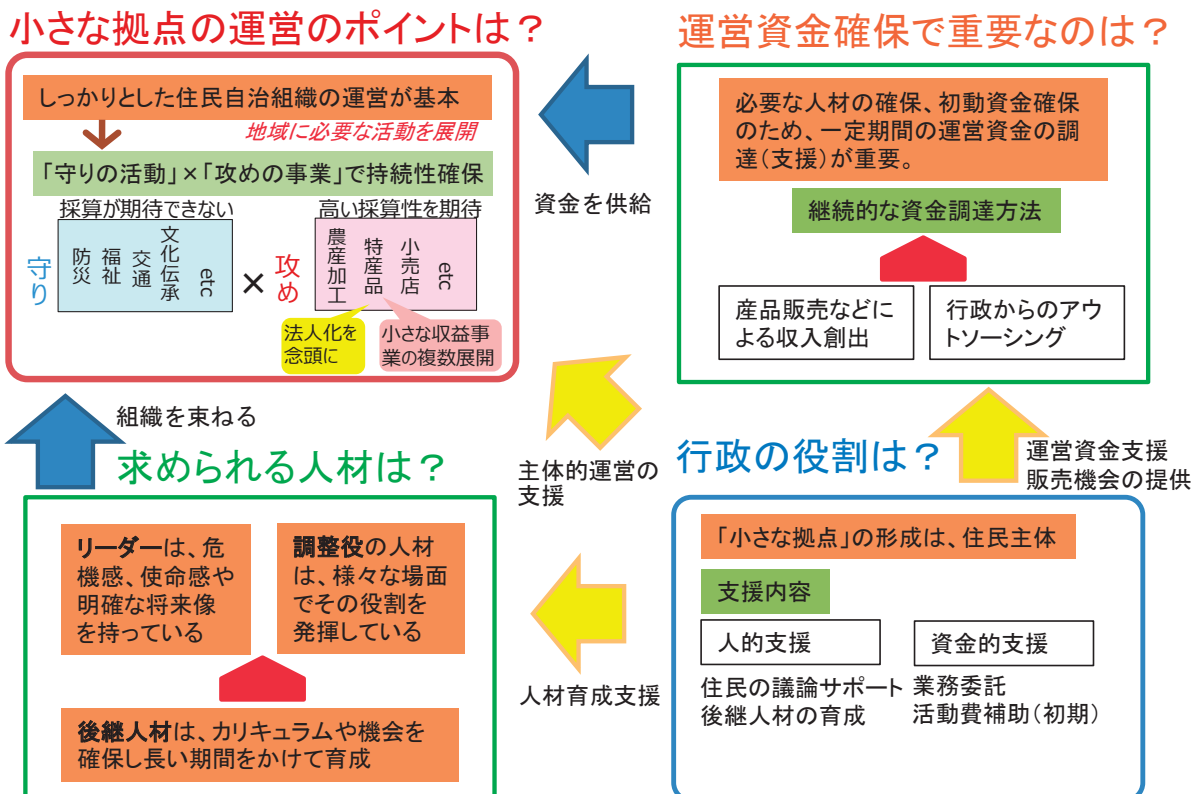 小さな拠点の運営のポイントは？
しっかりとした住民自治組織の運営が基本
地域に必要な活動を展開
「守りの活動」×「攻めの事業」で持続性確保
採算が期待できない
守り
防災
福祉
交通
文化伝承
etc
×
高い採算性を期待
攻め
農産加工
特産品
小売店
etc
法人化を
念頭に
小さな収益事
業の複数展開
資金を供給
運営資金確保で重要なのは？
必要な人材の確保、初動資金確保
のため、一定期間の運営資金の調
達（支援）が重要。
継続的な資金調達方法
産品販売などに
よる収入創出
行政からのアウ
トソーシング
組織を束ねる
求められる人材は？
リーダーは、危
機感、使命感や
明確な将来像
を持っている
調整役の人材
は、様々な場面
でその役割を
発揮している
後継人材は、カリキュラムや機会を
確保し長い期間をかけて育成
主体的運営の
支援
人材育成支援
行政の役割は？
運営資金支援
販売機会の提供
「小さな拠点」の形成は、住民主体
支援内容
人的支援
住民の議論サポート
後継人材の育成
資金的支援
業務委託
活動費補助（初期）